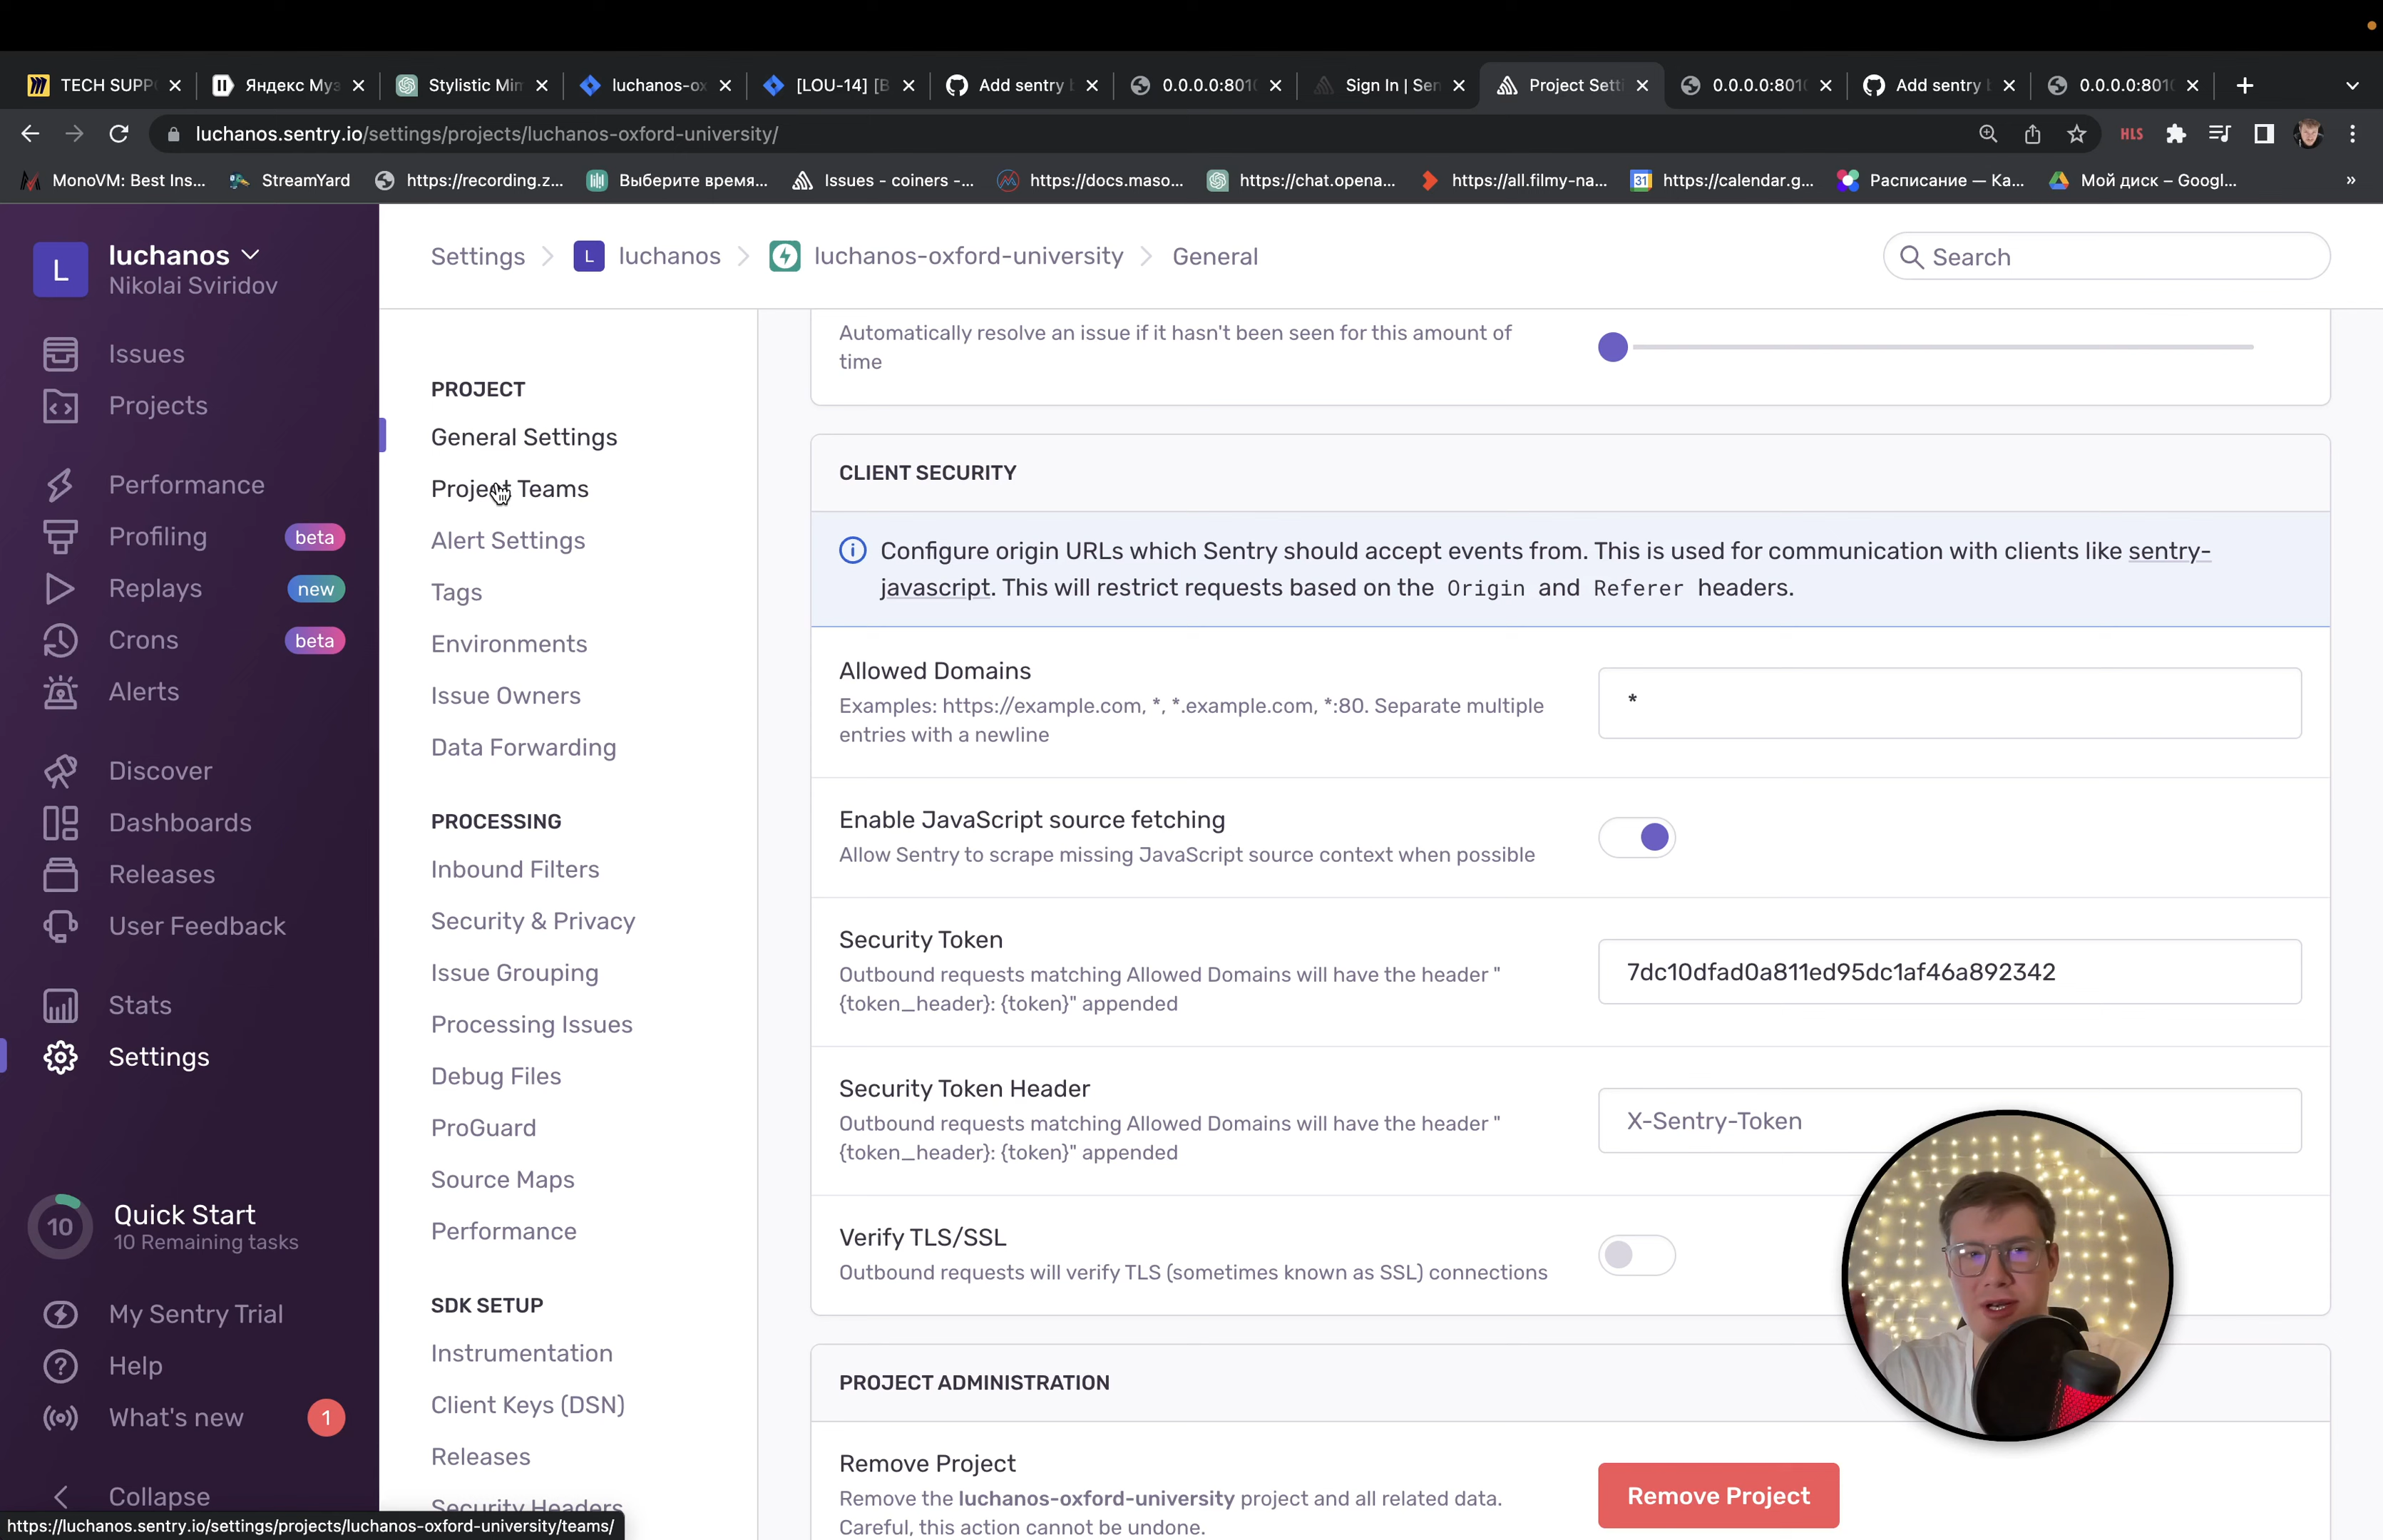 TECH SUPP
Яндекс Муз
Stylistic Mim
luchanos-ox
[LOU-14] [B
Add sentry b
0.0.0.0:8010
Sign In | Sen
Project Setti
0.0.0.0:8010
Add sentry b
0.0.0.0:8010
luchanos.sentry.io/settings/projects/luchanos-oxford-university/
HLS
MonoVM: Best Ins...
StreamYard
https://recording.z...
Выберите время...
Issues - coiners -...
https://docs.maso...
https://chat.opena...
https://all.filmy-na...
31
https://calendar.g...
Расписание — Ка...
Мой диск – Googl...
»
L
luchanos
Nikolai Sviridov
Issues
Projects
Performance
Profiling
beta
Replays
new
Crons
beta
Alerts
Discover
Dashboards
Releases
User Feedback
Stats
Settings
10
Quick Start
10 Remaining tasks
My Sentry Trial
Help
What's new
1
Collapse
https://luchanos.sentry.io/settings/projects/luchanos-oxford-university/teams/
Settings
L
luchanos
luchanos-oxford-university
General
Search
PROJECT
General Settings
Project Teams
Alert Settings
Tags
Environments
Issue Owners
Data Forwarding
PROCESSING
Inbound Filters
Security & Privacy
Issue Grouping
Processing Issues
Debug Files
ProGuard
Source Maps
Performance
SDK SETUP
Instrumentation
Client Keys (DSN)
Releases
Security Headers
Automatically resolve an issue if it hasn't been seen for this amount of
time
CLIENT SECURITY
Configure origin URLs which Sentry should accept events from. This is used for communication with clients like sentry-
javascript. This will restrict requests based on the Origin and Referer headers.
Allowed Domains
Examples: https://example.com, *, *.example.com, *:80. Separate multiple
entries with a newline
*
Enable JavaScript source fetching
Allow Sentry to scrape missing JavaScript source context when possible
Security Token
Outbound requests matching Allowed Domains will have the header "
{token_header}: {token}" appended
7dc10dfad0a811ed95dc1af46a892342
Security Token Header
Outbound requests matching Allowed Domains will have the header "
{token_header}: {token}" appended
X-Sentry-Token
Verify TLS/SSL
Outbound requests will verify TLS (sometimes known as SSL) connections
PROJECT ADMINISTRATION
Remove Project
Remove the luchanos-oxford-university project and all related data.
Careful, this action cannot be undone.
Remove Project